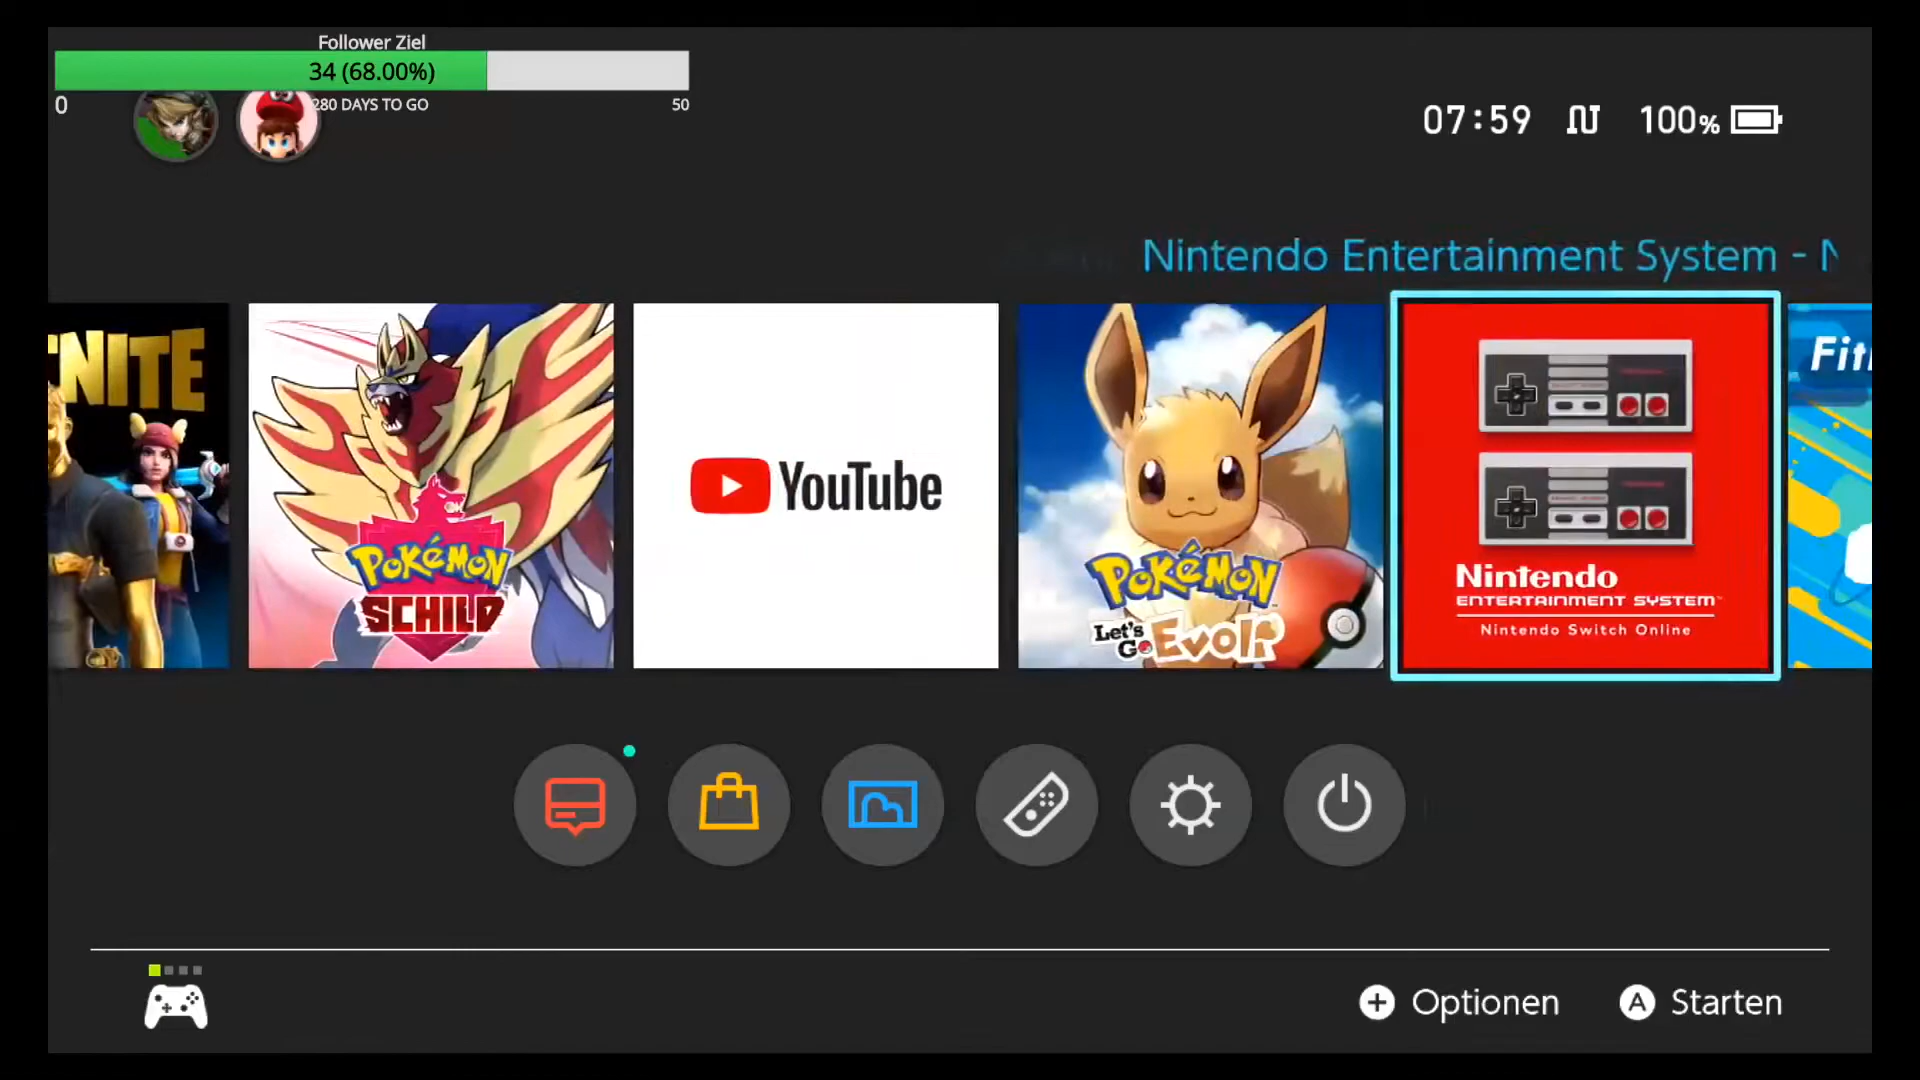 Follower Ziel
34 (68.00%)
0
280 DAYS TO GO
50
07:59
100%
Nintendo Entertainment System - N
NITE
POKéMON
SCHILD
YouTube
POKéMON
Let's Go Evoli
Nintendo
ENTERTAINMENT SYSTEM™
Nintendo Switch Online
Fit
+ Optionen
A Starten